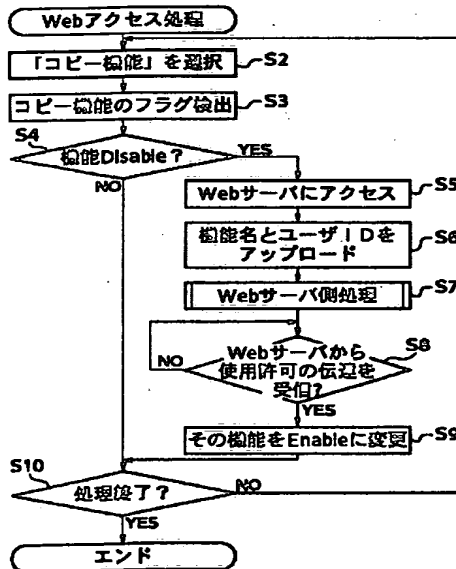 Webアクセス処理
「コピー機能」を選択
S2
コピー機能のフラグ検出
S3
S4
機能Disable?
YES
NO
Webサーバにアクセス
S5
機能名とユーザIDを
アップロード
S6
Webサーバ側処理
S7
Webサーバから
使用許可の伝達を
受信?
S8
NO
YES
その機能をEnableに変更
S9
S10
処理終了?
NO
YES
エンド